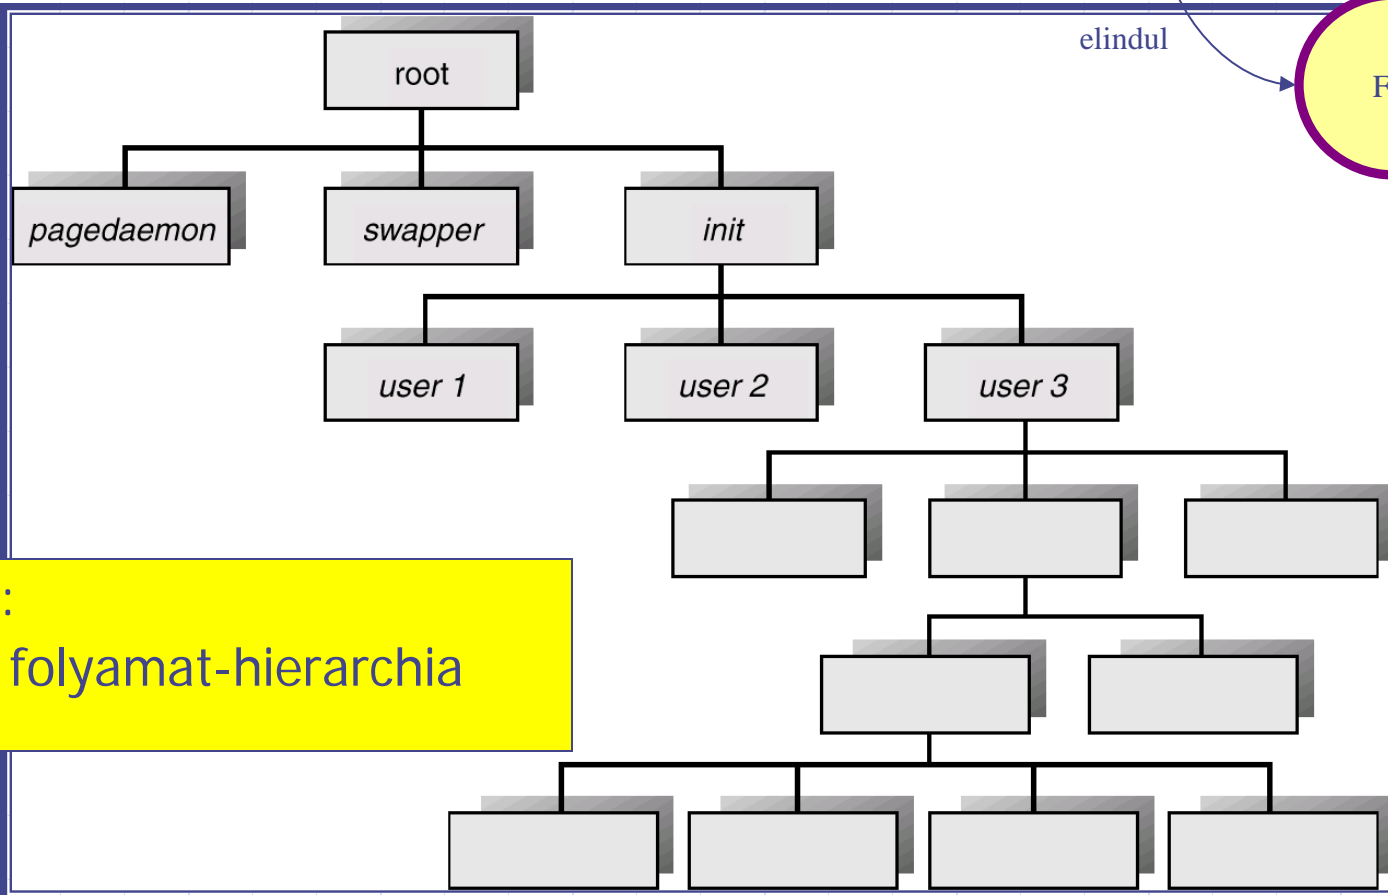 elindul
F
root
pagedaemon
swapper
init
user 1
user 2
user 3
:
folyamat-hierarchia